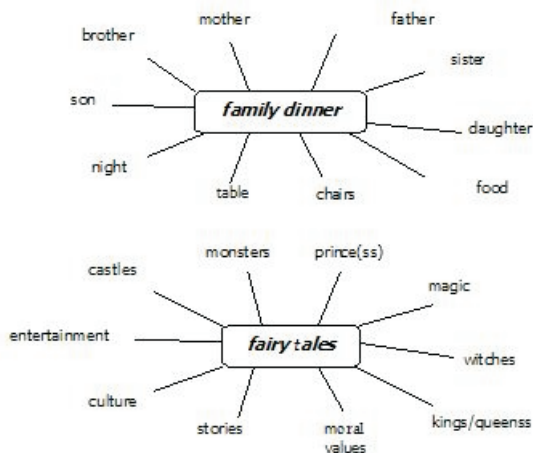 mother
father
brother
sister
son
family dinner
daughter
night
table
chairs
food
monsters
prince(ss)
castles
magic
entertainment
fairy tales
witches
culture
stories
moral
values
kings/queenss